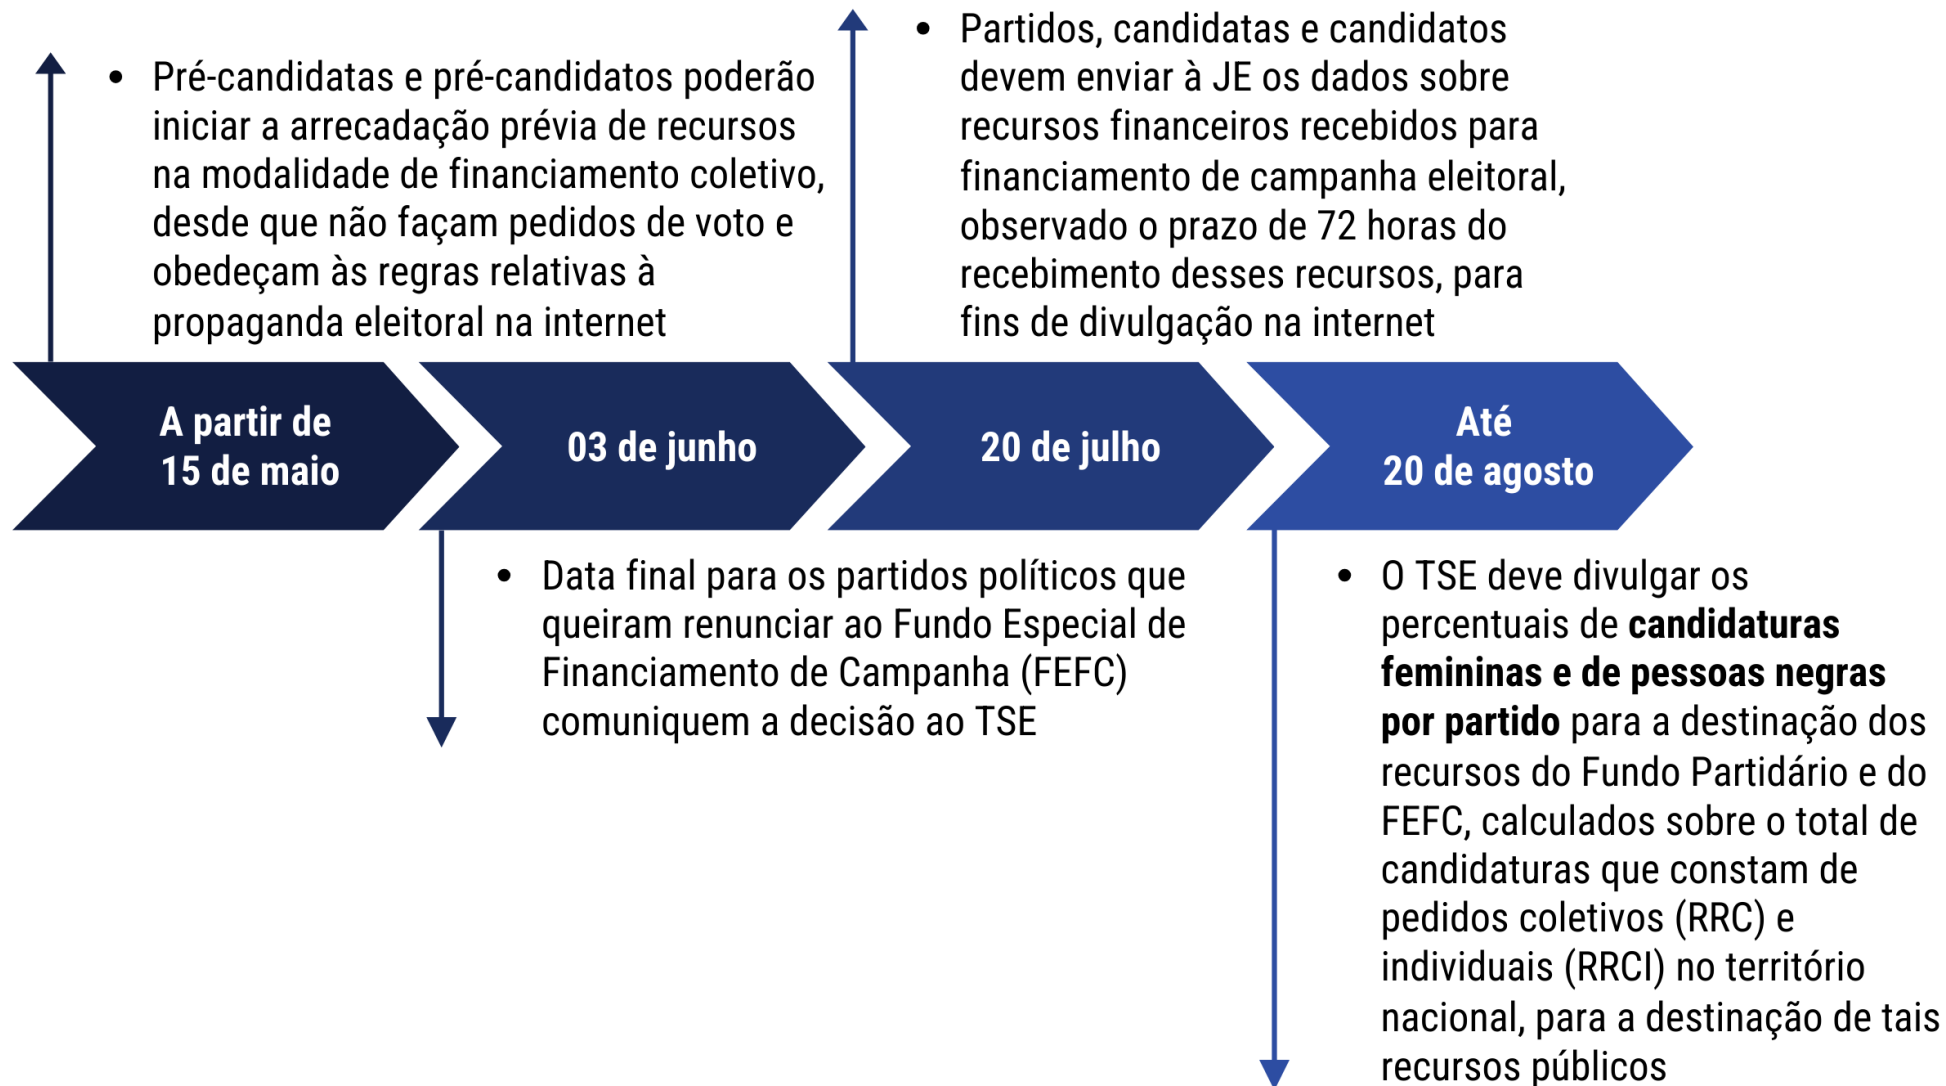 • Pré-candidatas e pré-candidatos poderão
iniciar a arrecadação prévia de recursos
na modalidade de financiamento coletivo,
desde que não façam pedidos de voto e
obedeçam às regras relativas à
propaganda eleitoral na internet
• Partidos, candidatas e candidatos
devem enviar à JE os dados sobre
recursos financeiros recebidos para
financiamento de campanha eleitoral,
observado o prazo de 72 horas do
recebimento desses recursos, para
fins de divulgação na internet
A partir de
15 de maio
03 de junho
20 de julho
Até
20 de agosto
• Data final para os partidos políticos que
queiram renunciar ao Fundo Especial de
Financiamento de Campanha (FEFC)
comuniquem a decisão ao TSE
• O TSE deve divulgar os
percentuais de candidaturas
femininas e de pessoas negras
por partido para a destinação dos
recursos do Fundo Partidário e do
FEFC, calculados sobre o total de
candidaturas que constam de
pedidos coletivos (RRC) e
individuais (RRCI) no território
nacional, para a destinação de tais
recursos públicos